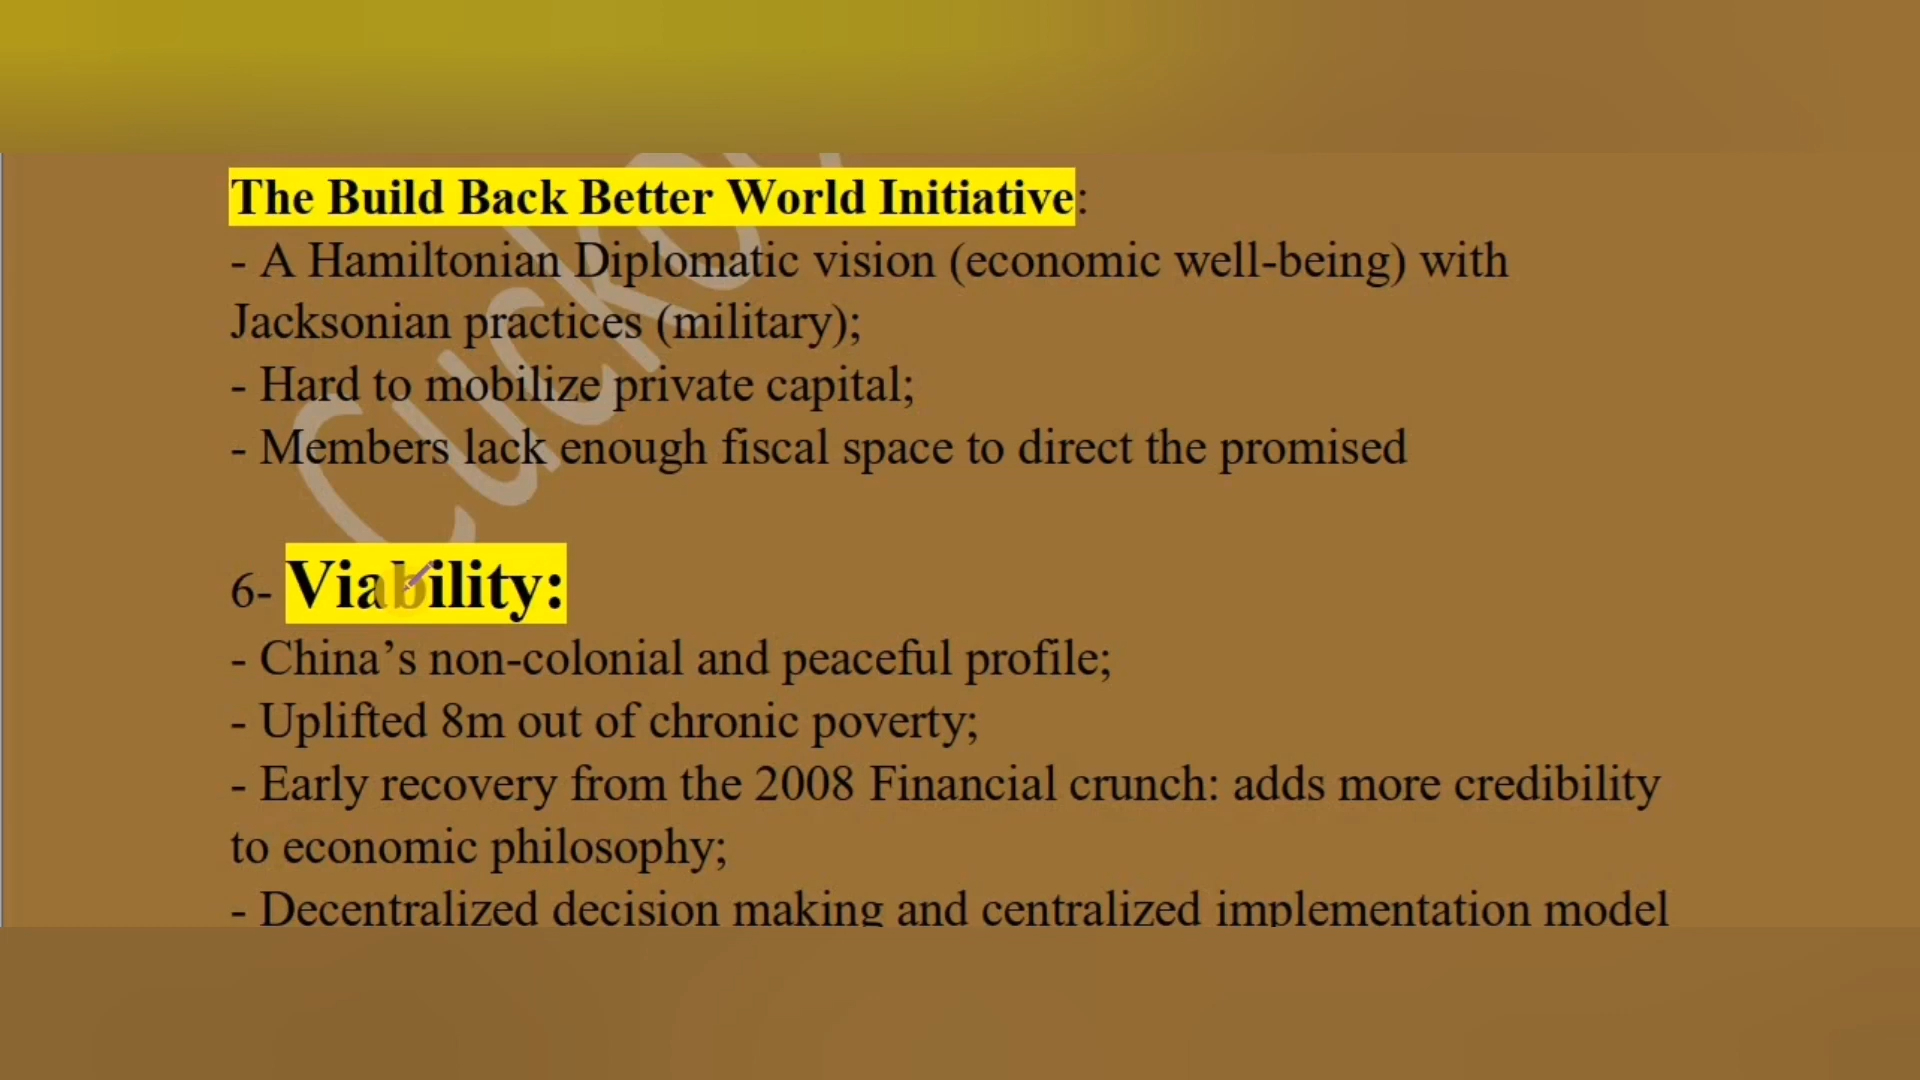 The Build Back Better World Initiative:
- A Hamiltonian Diplomatic vision (economic well-being) with
Jacksonian practices (military);
- Hard to mobilize private capital;
- Members lack enough fiscal space to direct the promised
6- Viability:
- China’s non-colonial and peaceful profile;
- Uplifted 8m out of chronic poverty;
- Early recovery from the 2008 Financial crunch: adds more credibility
to economic philosophy;
- Decentralized decision making and centralized implementation model